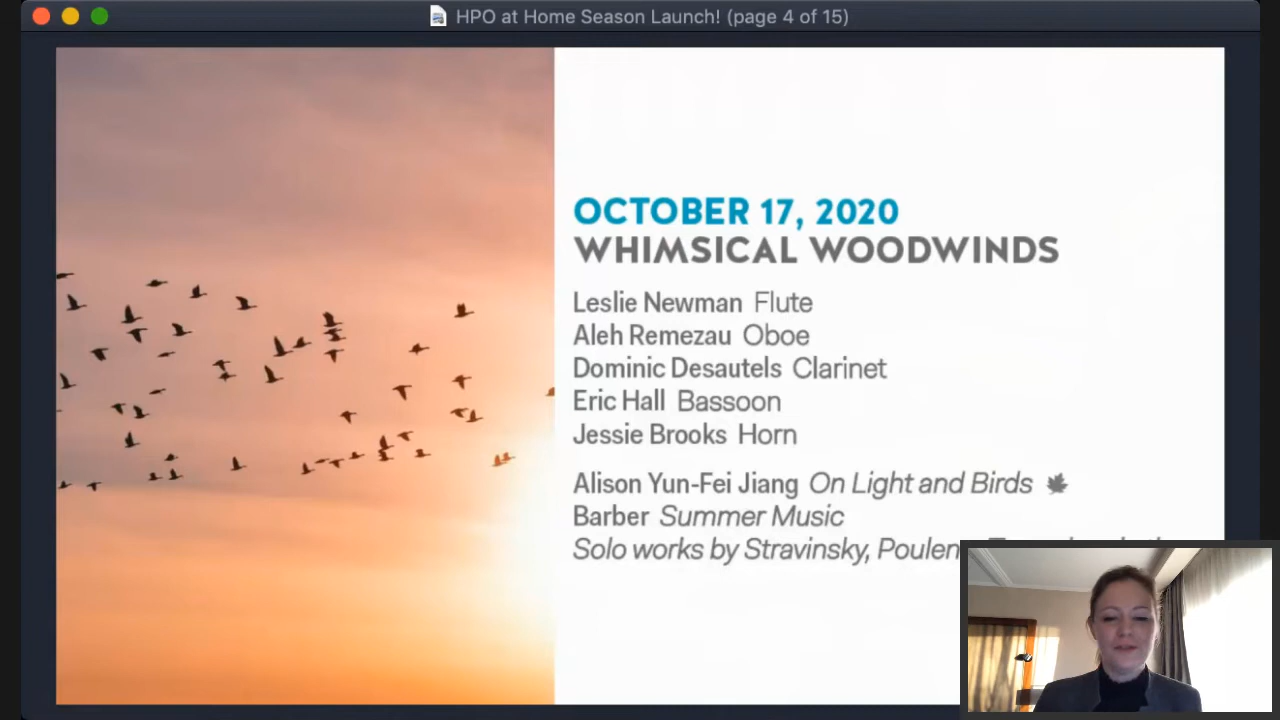 HPO at Home Season Launch! (page 4 of 15)
OCTOBER 17, 2020
WHIMSICAL WOODWINDS
Leslie Newman Flute
Aleh Remezau Oboe
Dominic Desautels Clarinet
Eric Hall Bassoon
Jessie Brooks Horn
Alison Yun-Fei Jiang On Light and Birds
Barber Summer Music
Solo works by Stravinsky,